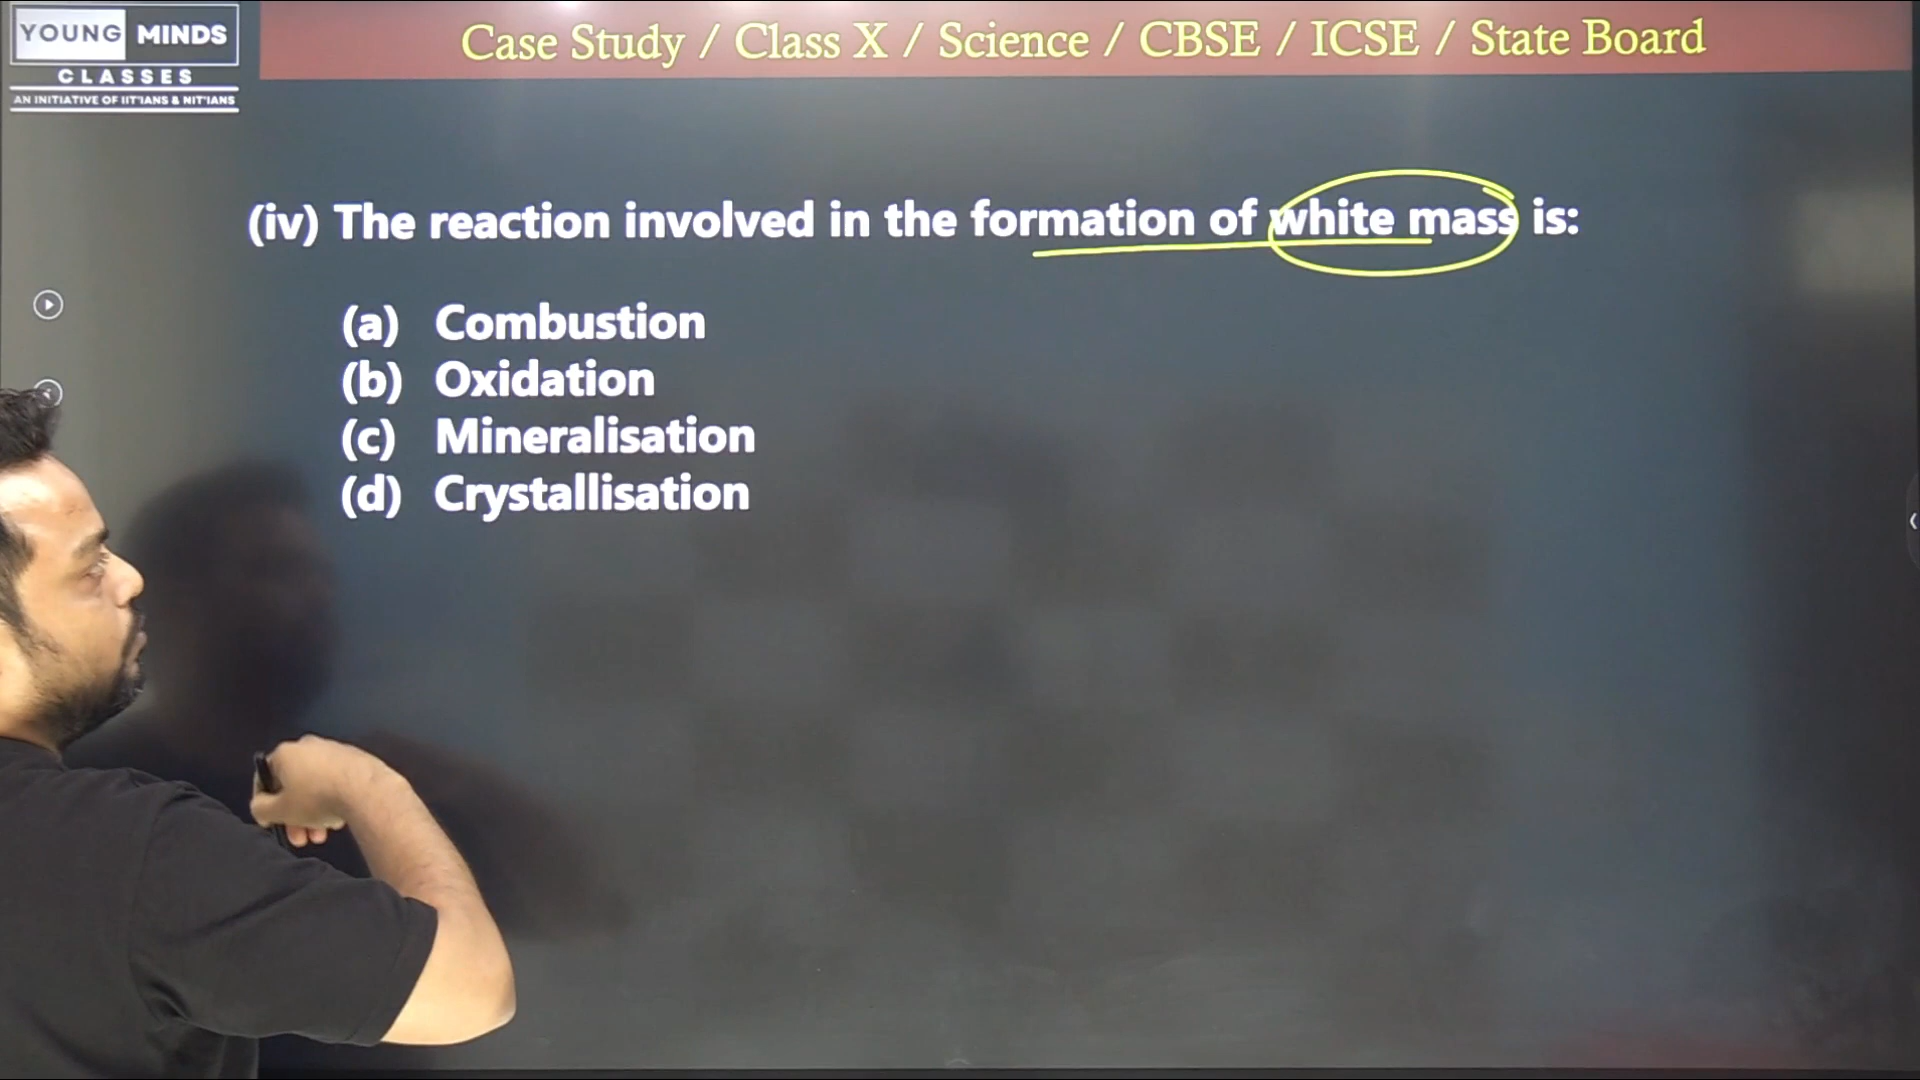 YOUNG MINDS
CLASSES
AN INITIATIVE OF IIT'IANS & NIT'IANS
Case Study / Class X / Science / CBSE / ICSE / State Board
(iv) The reaction involved in the formation of white mass is:
(a) Combustion
(b) Oxidation
(c) Mineralisation
(d) Crystallisation